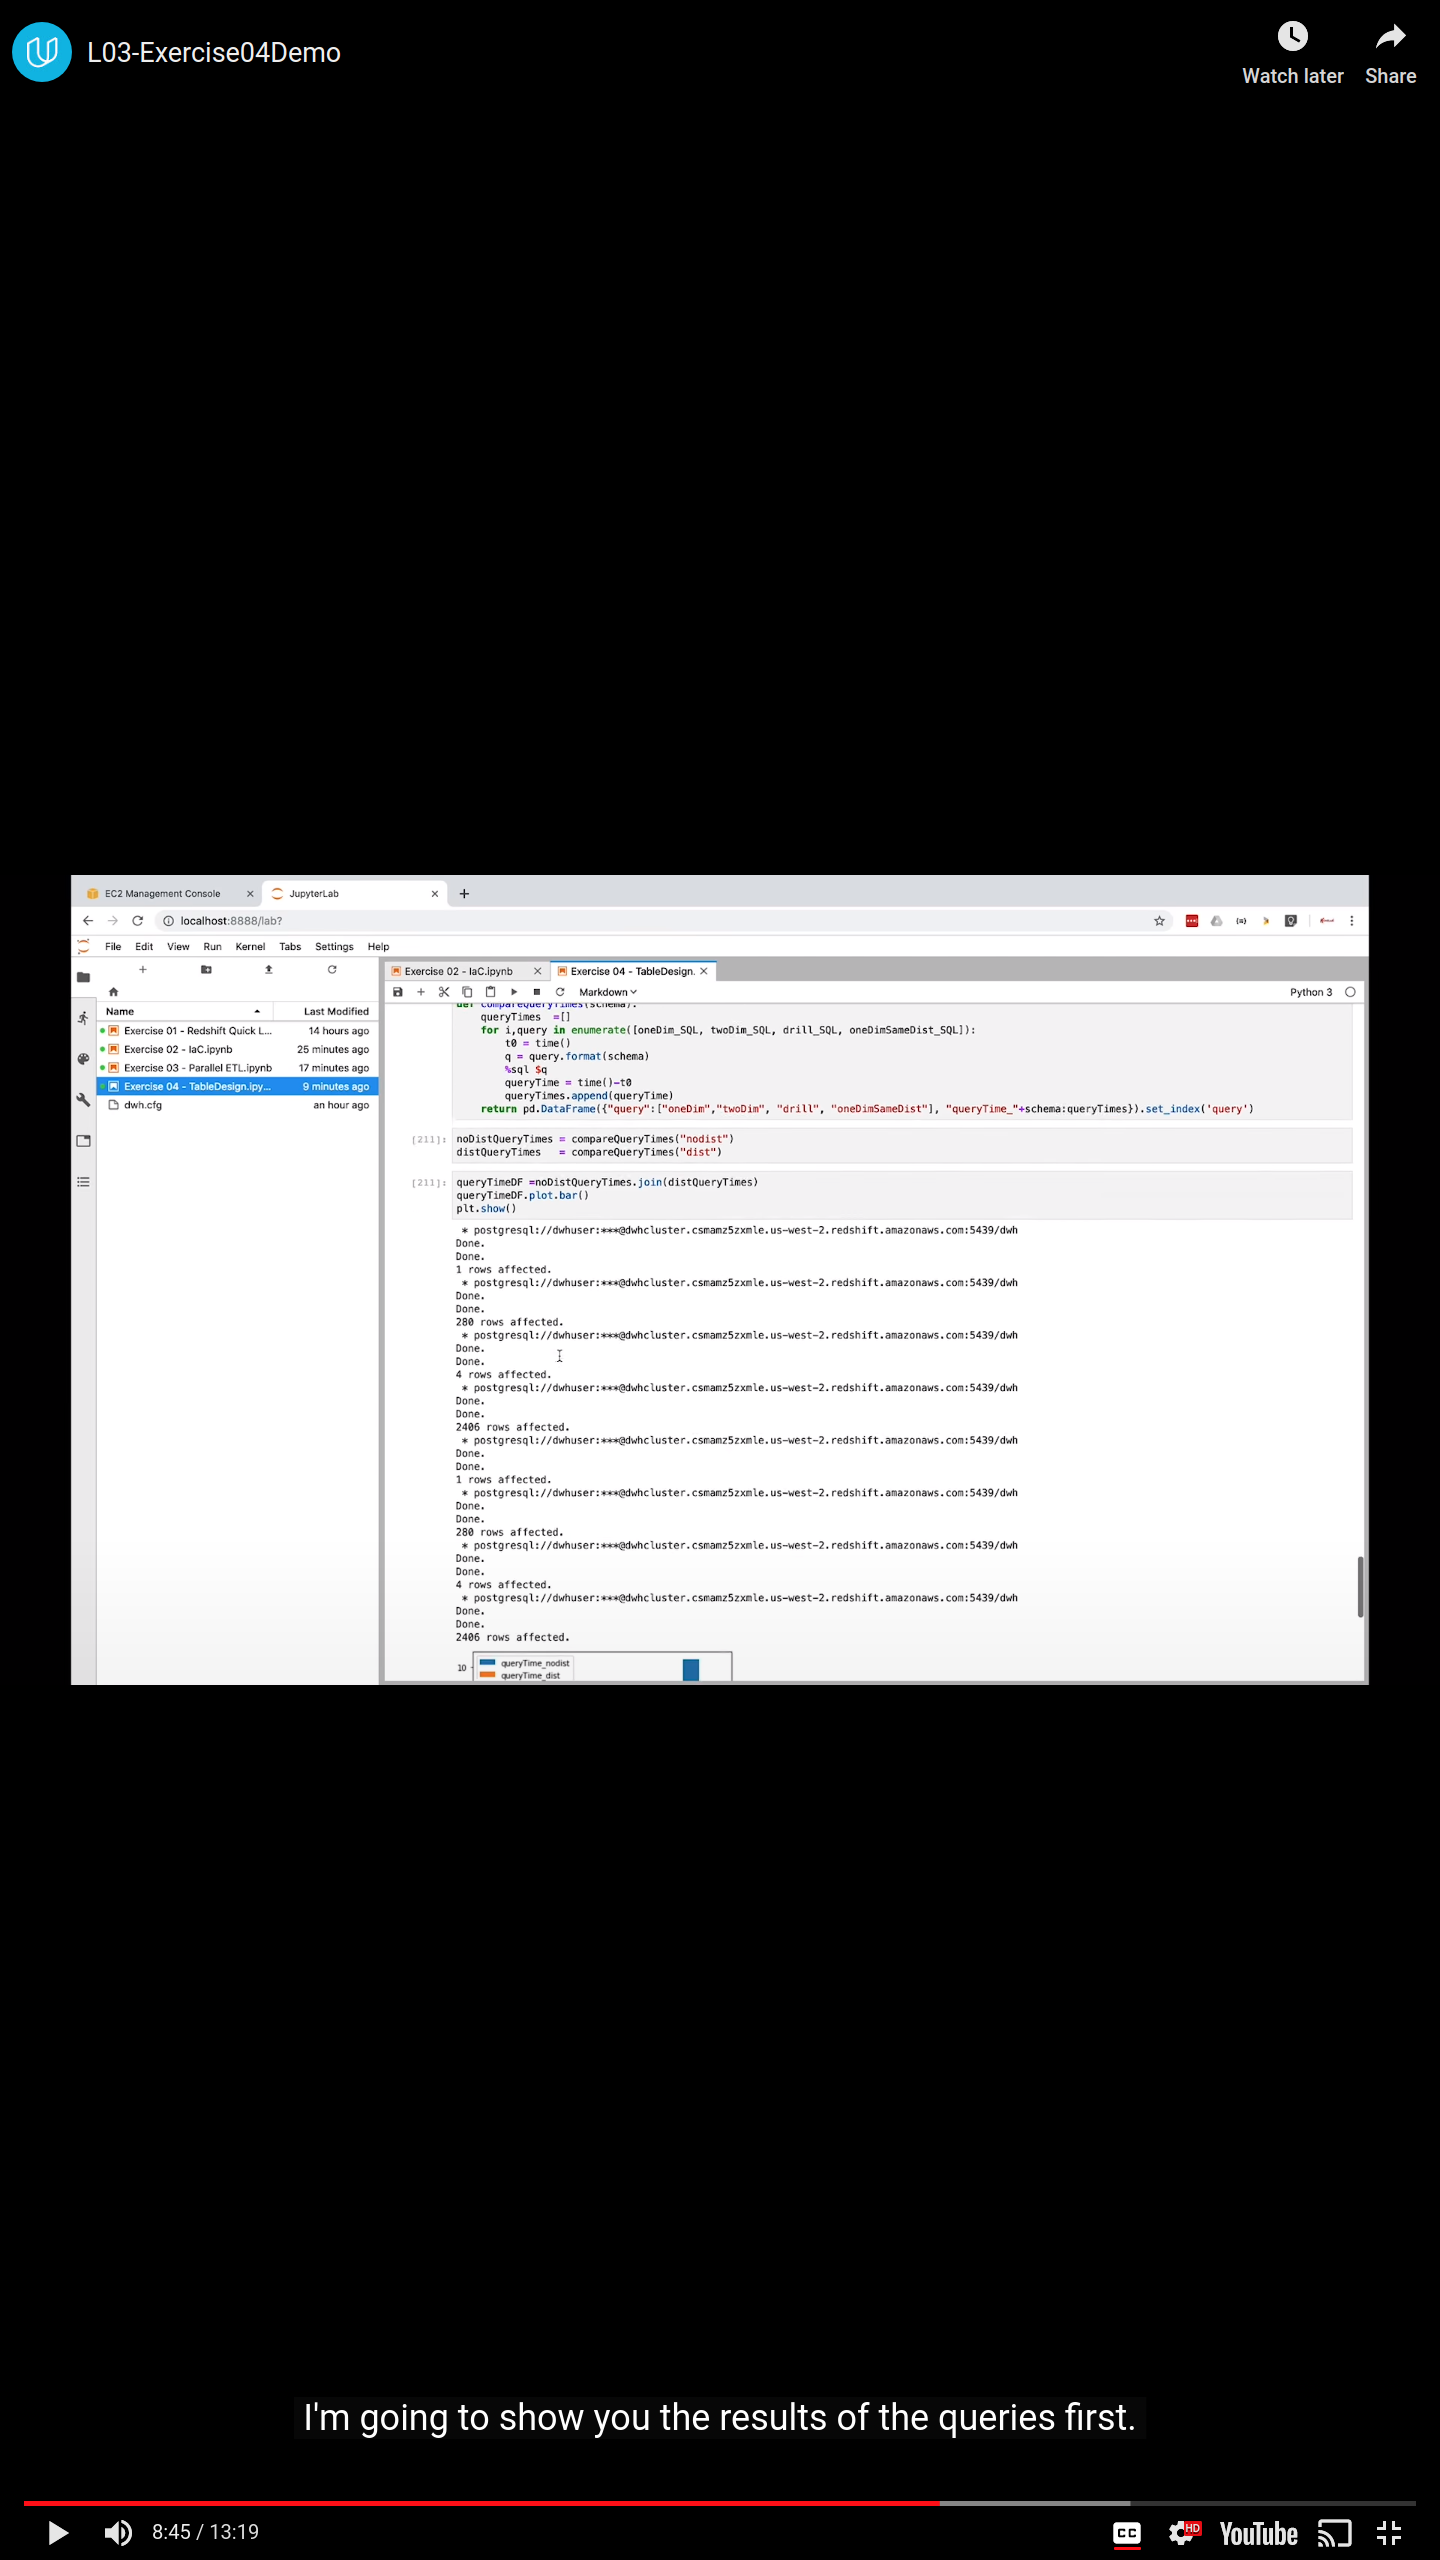 L03-Exercise04Demo
Watch later
Share
EC2 Management Console
JupyterLab
localhost:8888/lab?
File Edit View Run Kernel Tabs Settings Help
Exercise 02 - IaC.ipynb
Exercise 04 - TableDesign.
Markdown
Python 3
Name
Last Modified
Exercise 01 - Redshift Quick L... 14 hours ago
Exercise 02 - IaC.ipynb 25 minutes ago
Exercise 03 - Parallel ETL.ipynb 17 minutes ago
Exercise 04 - TableDesign.ipy... 9 minutes ago
dwh.cfg an hour ago
def compareQueryTimes(schema):
queryTimes =[]
for i,query in enumerate([oneDim_SQL, twoDim_SQL, drill_SQL, oneDimSameDist_SQL]):
t0 = time()
q = query.format(schema)
%sql $q
queryTime = time()-t0
queryTimes.append(queryTime)
return pd.DataFrame({"query":["oneDim","twoDim", "drill", "oneDimSameDist"], "queryTime_"+schema:queryTimes}).set_index('query')
[211]: noDistQueryTimes = compareQueryTimes("nodist")
distQueryTimes = compareQueryTimes("dist")
[211]: queryTimeDF =noDistQueryTimes.join(distQueryTimes)
queryTimeDF.plot.bar()
plt.show()
* postgresql://dwhuser:***@dwhcluster.csmamz5zxmle.us-west-2.redshift.amazonaws.com:5439/dwh
Done.
Done.
1 rows affected.
* postgresql://dwhuser:***@dwhcluster.csmamz5zxmle.us-west-2.redshift.amazonaws.com:5439/dwh
Done.
Done.
280 rows affected.
* postgresql://dwhuser:***@dwhcluster.csmamz5zxmle.us-west-2.redshift.amazonaws.com:5439/dwh
Done.
Done.
4 rows affected.
* postgresql://dwhuser:***@dwhcluster.csmamz5zxmle.us-west-2.redshift.amazonaws.com:5439/dwh
Done.
Done.
2406 rows affected.
* postgresql://dwhuser:***@dwhcluster.csmamz5zxmle.us-west-2.redshift.amazonaws.com:5439/dwh
Done.
Done.
1 rows affected.
* postgresql://dwhuser:***@dwhcluster.csmamz5zxmle.us-west-2.redshift.amazonaws.com:5439/dwh
Done.
Done.
280 rows affected.
* postgresql://dwhuser:***@dwhcluster.csmamz5zxmle.us-west-2.redshift.amazonaws.com:5439/dwh
Done.
Done.
4 rows affected.
* postgresql://dwhuser:***@dwhcluster.csmamz5zxmle.us-west-2.redshift.amazonaws.com:5439/dwh
Done.
Done.
2406 rows affected.
10
queryTime_nodist
queryTime_dist
I'm going to show you the results of the queries first.
8:45 / 13:19
CC
HD
YouTube